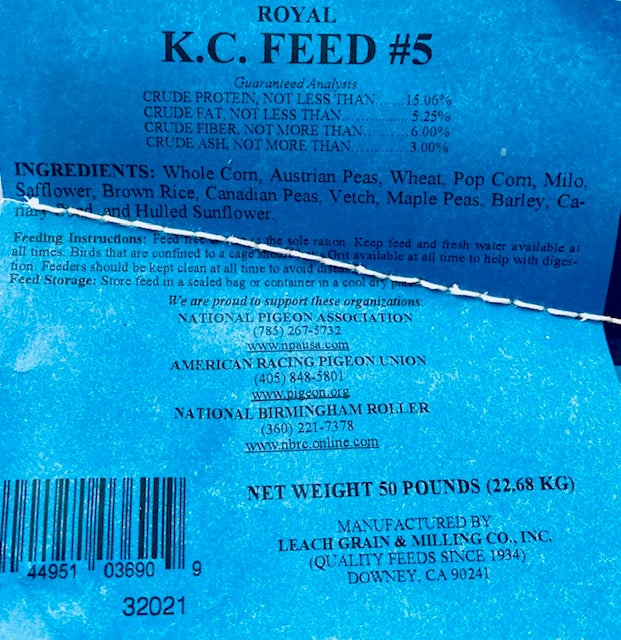 ROYAL
K.C. FEED #5
Guaranteed Analysis
CRUDE PROTEIN, NOT LESS THAN......15.06%
CRUDE FAT, NOT LESS THAN................ 5.25%
CRUDE FIBER, NOT MORE THAN...........6.00%
CRUDE ASH, NOT MORE THAN.............3.00%
INGREDIENTS: Whole Corn, Austrian Peas, Wheat, Pop Corn, Milo,
Safflower, Brown Rice, Canadian Peas, Vetch, Maple Peas, Barley, Ca-
nary Seed, and Hulled Sunflower.
Feeding Instructions: Feed free the sole ration. Keep feed and fresh water available at
all times. Birds that are confined to a cage should Grit available at all time to help with diges-
tion. Feeders should be kept clean at all time to avoid
Feed Storage: Store feed in a sealed bag or container in a cool dry
We are proud to support these organizations:
NATIONAL PIGEON ASSOCIATION
(785) 267-5732
www.npausa.com
AMERICAN RACING PIGEON UNION
(405) 848-5801
www.pigeon.org
NATIONAL BIRMINGHAM ROLLER
(360) 221-7378
www.nbrc.online.com
NET WEIGHT 50 POUNDS (22.68 KG)
MANUFACTURED BY
LEACH GRAIN & MILLING CO., INC.
(QUALITY FEEDS SINCE 1934)
DOWNEY, CA 90241
44951 03690 9
32021